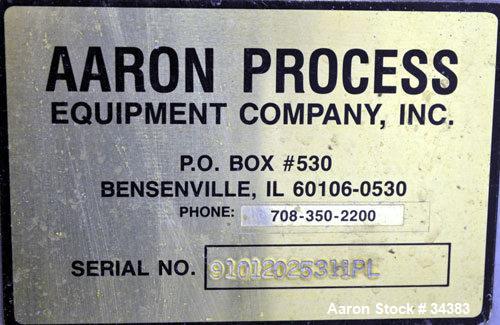 AARON PROCESS
EQUIPMENT COMPANY, INC.
P.O. BOX #530
BENSENVILLE, IL 60106-0530
PHONE: 708-350-2200
SERIAL NO. 910120253HPL
Aaron Stock # 34383